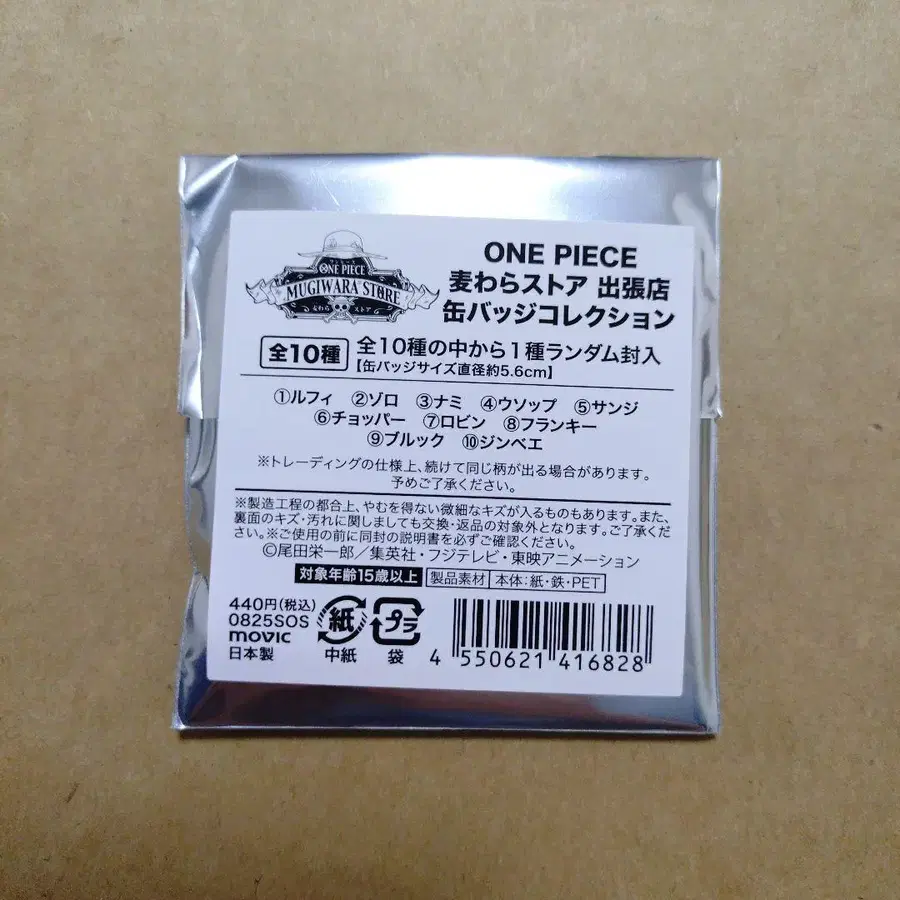 ONE PIECE
MUGIWARA STORE
麦わら ストア
ONE PIECE
麦わらストア 出張店
缶バッジコレクション
全10種
全10種の中から1種ランダム封入
【缶バッジサイズ直径約5.6cm】
①ルフィ ②ゾロ ③ナミ ④ウソップ ⑤サンジ
⑥チョッパー ⑦ロビン ⑧フランキー
⑨ブルック ⑩ジンベエ
※トレーディングの仕様上、続けて同じ柄が出る場合があります。
予めご了承ください。
※製造工程の都合上、やむを得ない微細なキズが入るものもあります。また、
裏面のキズ・汚れに関しましても交換・返品の対象外となります。ご了承くだ
さい。※ご使用の前に同封の説明書を必ずご確認ください。
©尾田栄一郎／集英社・フジテレビ・東映アニメーション
対象年齢15歳以上 製品素材 本体:紙・鉄・PET
440円(税込)
0825SOS
movic
日本製
紙
中紙
プラ
袋
4 550621 416828